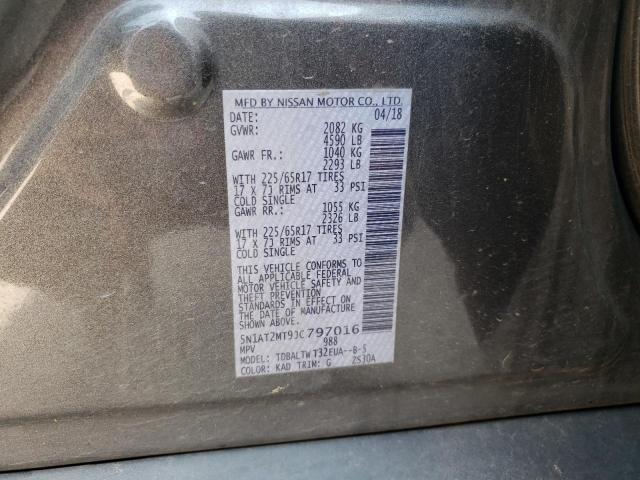 MFD BY NISSAN MOTOR CO., LTD.
DATE: 04/18
GVWR: 2082 KG
4590 LB
GAWR FR.: 1040 KG
2293 LB
WITH 225/65R17 TIRES
17 X 7J RIMS AT 33 PSI
COLD SINGLE
GAWR RR.: 1055 KG
2326 LB
WITH 225/65R17 TIRES
17 X 7J RIMS AT 33 PSI
COLD SINGLE
THIS VEHICLE CONFORMS TO
ALL APPLICABLE FEDERAL
MOTOR VEHICLE SAFETY AND
THEFT PREVENTION
STANDARDS IN EFFECT ON
THE DATE OF MANUFACTURE
SHOWN ABOVE.
5N1AT2MT9JC797016
MPV 988
MODEL: TDBALTW T32EUA--B-5
COLOR: KAD TRIM: G 2S30A